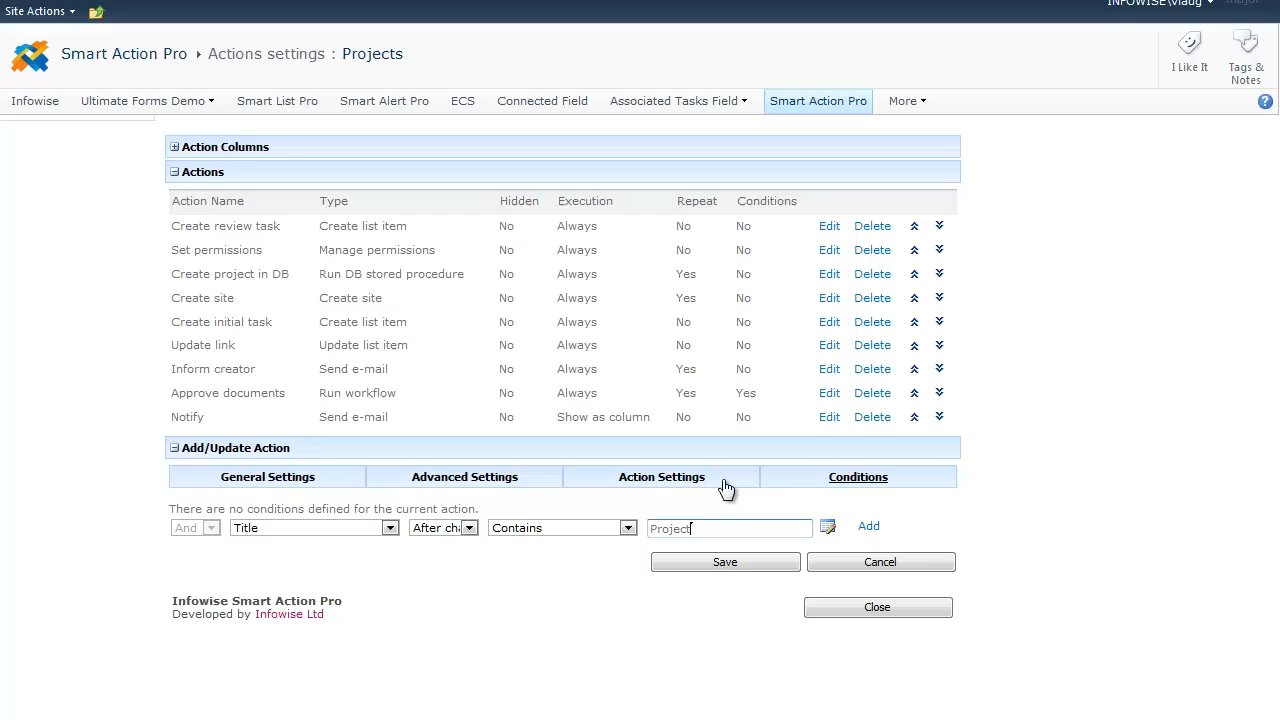 Site Actions
INFOWISE\vladg
Smart Action Pro Actions settings : Projects
I Like It
Tags & Notes
Infowise Ultimate Forms Demo Smart List Pro Smart Alert Pro ECS Connected Field Associated Tasks Field Smart Action Pro More
Action Columns
Actions
Action Name Type Hidden Execution Repeat Conditions
Create review task Create list item No Always No No Edit Delete
Set permissions Manage permissions No Always No No Edit Delete
Create project in DB Run DB stored procedure No Always Yes No Edit Delete
Create site Create site No Always Yes No Edit Delete
Create initial task Create list item No Always No No Edit Delete
Update link Update list item No Always No No Edit Delete
Inform creator Send e-mail No Always Yes No Edit Delete
Approve documents Run workflow No Always Yes Yes Edit Delete
Notify Send e-mail No Show as column No No Edit Delete
Add/Update Action
General Settings Advanced Settings Action Settings Conditions
There are no conditions defined for the current action.
And Title After cha Contains Project Add
Save Cancel
Infowise Smart Action Pro
Developed by Infowise Ltd
Close